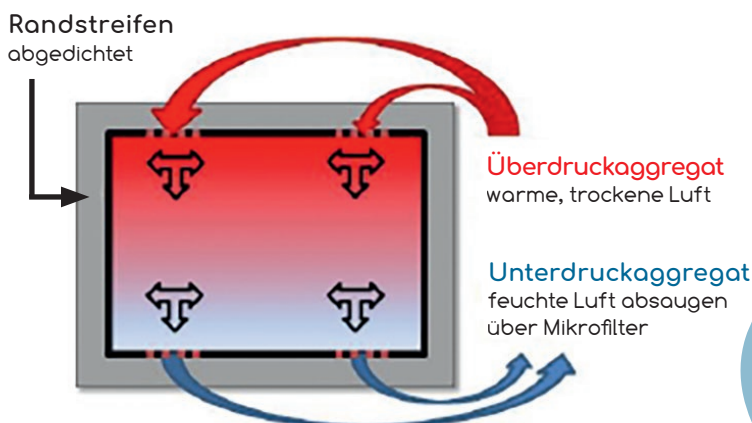 Randstreifen
abgedichtet
Überdruckaggregat
warme, trockene Luft
Unterdruckaggregat
feuchte Luft absaugen
über Mikrofilter